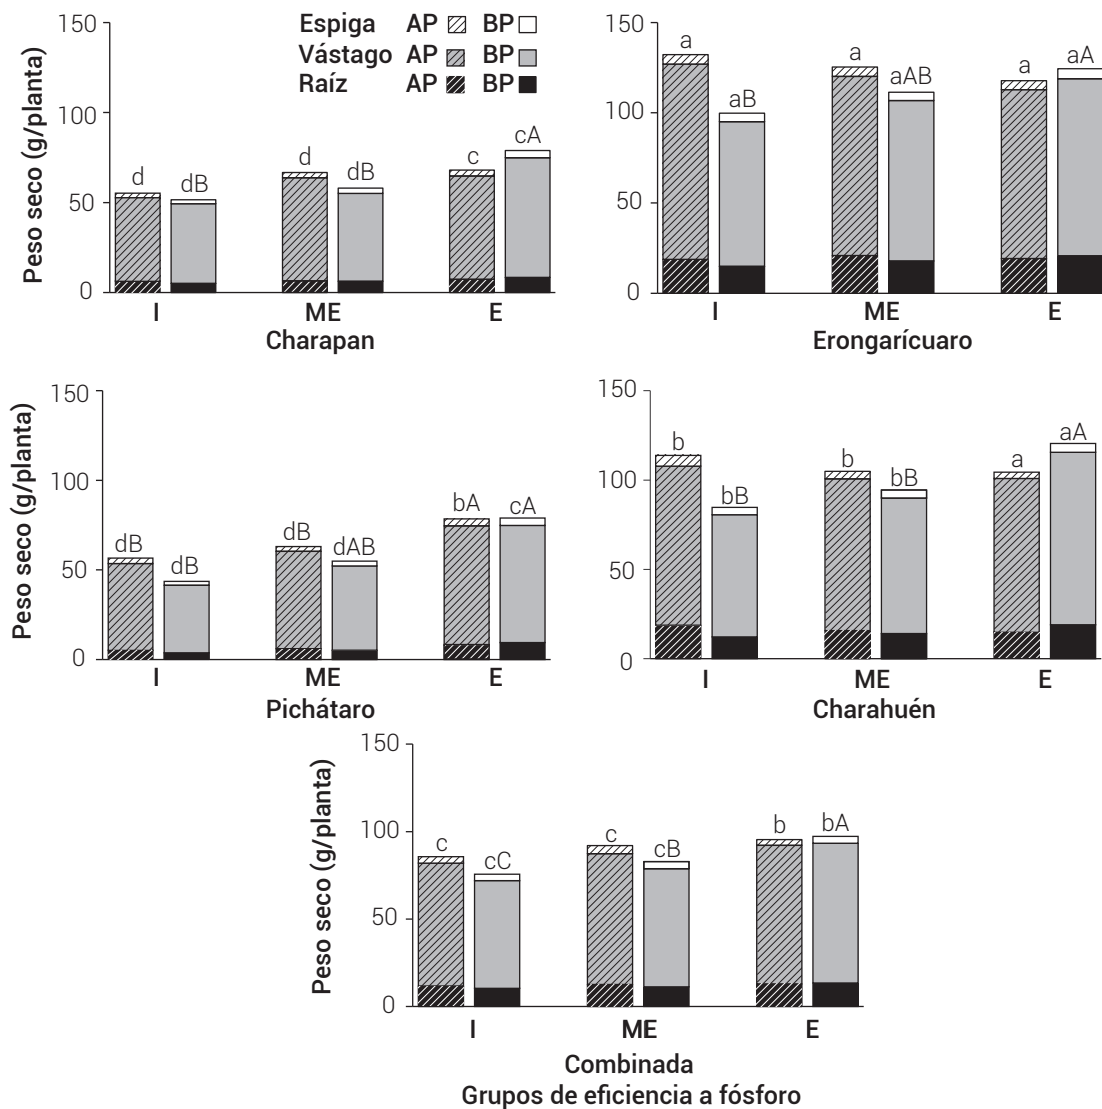 Espiga AP BP
Vástago AP BP
Raíz AP BP
Peso seco (g/planta)
150
100
50
0
d dB d dB c cA
I ME E
Charapan
150
100
50
0
a aB a aAB a aA
I ME E
Erongarícuaro
Peso seco (g/planta)
150
100
50
0
dB dB dB dAB bA cA
I ME E
Pichátaro
150
100
50
0
b bB b bB a aA
I ME E
Charahuén
Peso seco (g/planta)
150
100
50
0
c cC c cB b bA
I ME E
Combinada
Grupos de eficiencia a fósforo